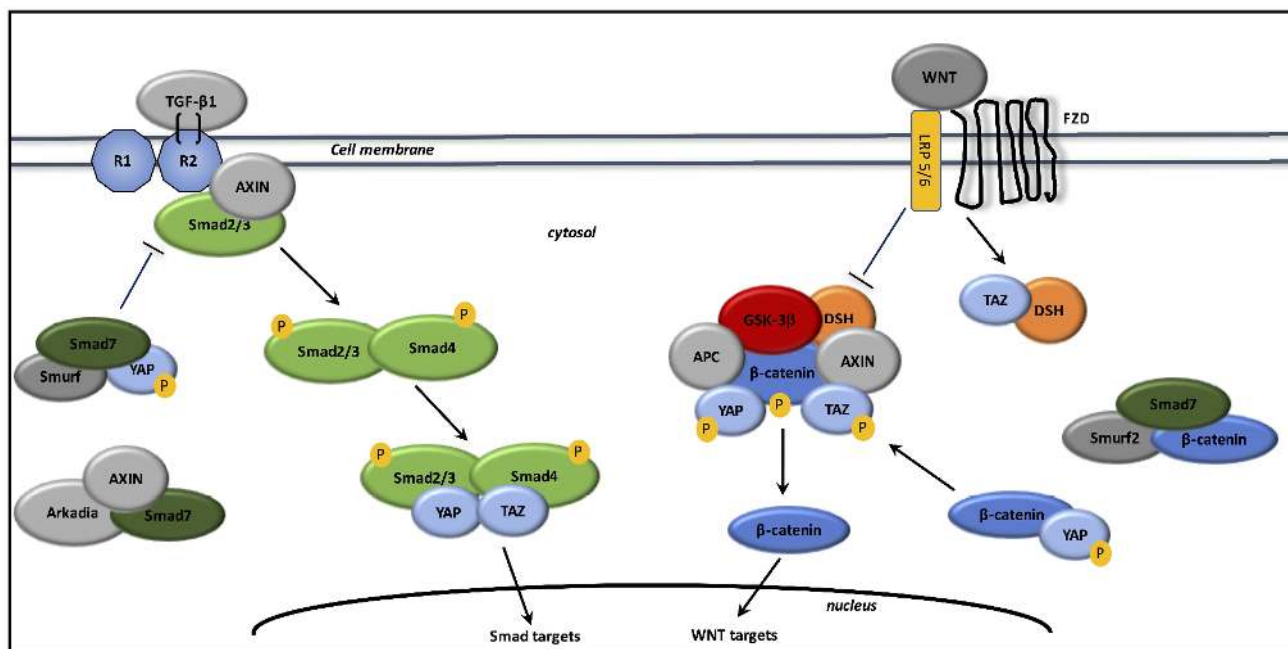 WNT
TGF-β1
FZD
R1
R2
Cell membrane
LRP 5/6
AXIN
Smad2/3
cytosol
TAZ
DSH
GSK-3β
DSH
P
P
Smad2/3
Smad4
Smad7
Smurf
YAP
P
APC
AXIN
β-catenin
YAP
P
TAZ
P
P
Smad7
Smurf2
β-catenin
P
P
Smad2/3
Smad4
YAP
TAZ
AXIN
Arkadia
Smad7
β-catenin
β-catenin
YAP
P
nucleus
Smad targets
WNT targets